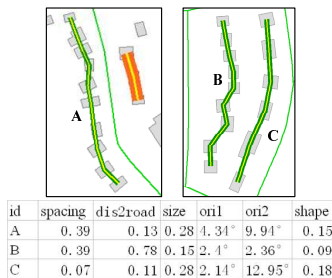 A
B
C
id spacing dis2road size ori1 ori2 shape
A 0.39 0.13 0.28 4.34° 9.94° 0.15
B 0.39 0.78 0.15 2.4° 2.36° 0.09
C 0.07 0.11 0.28 2.14° 12.95° 0.18